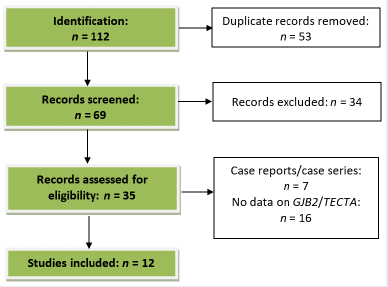 Identification:
n = 112
Duplicate records removed:
n = 53
Records screened:
n = 69
Records excluded: n = 34
Records assessed for
eligibility: n = 35
Case reports/case series:
n = 7
No data on GJB2/TECTA:
n = 16
Studies included: n = 12